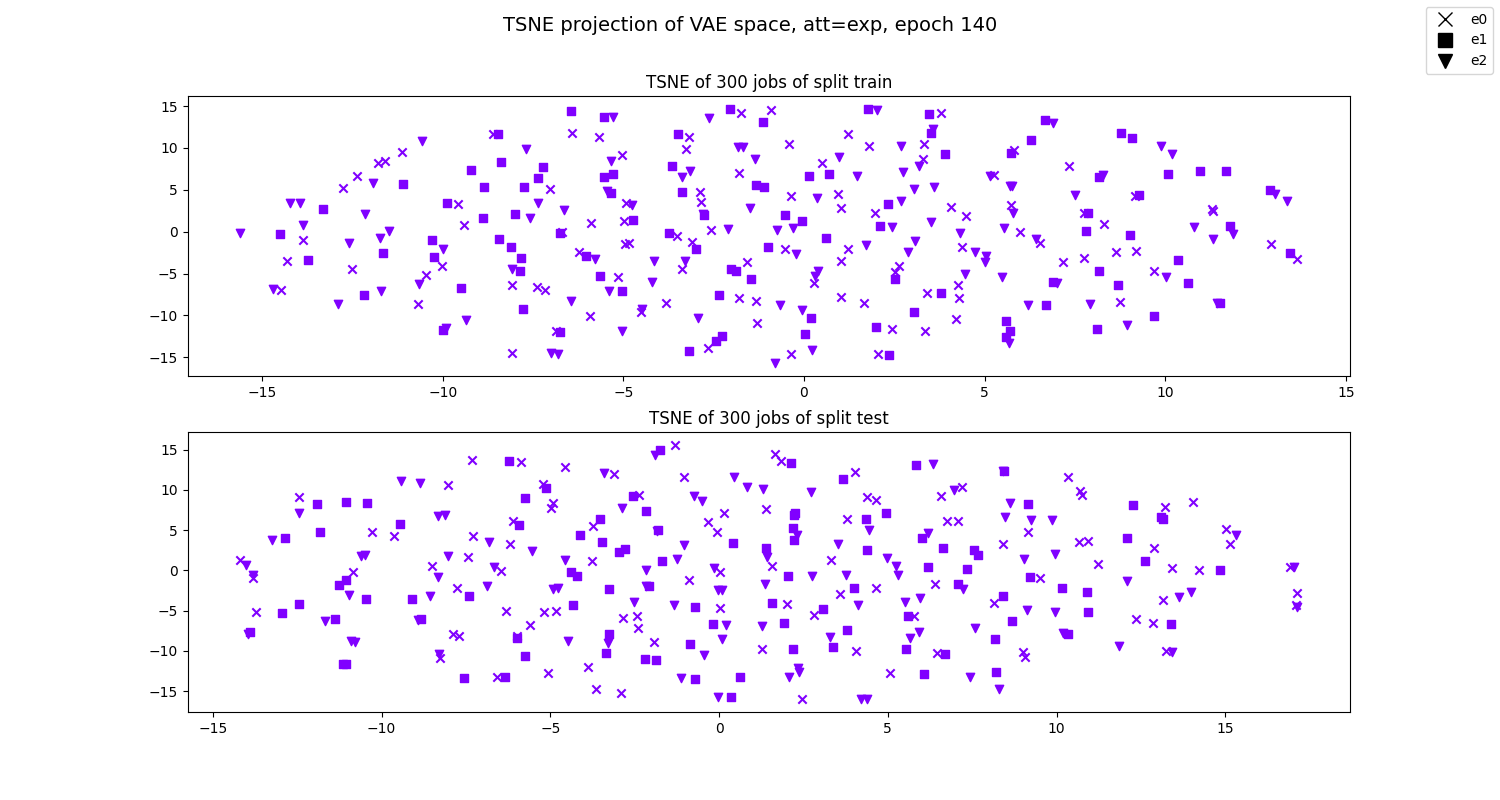 TSNE projection of VAE space, att=exp, epoch 140
e0
e1
e2
TSNE of 300 jobs of split train
15
10
5
0
−5
−10
−15
−15 −10 −5 0 5 10 15
TSNE of 300 jobs of split test
15
10
5
0
−5
−10
−15
−15 −10 −5 0 5 10 15